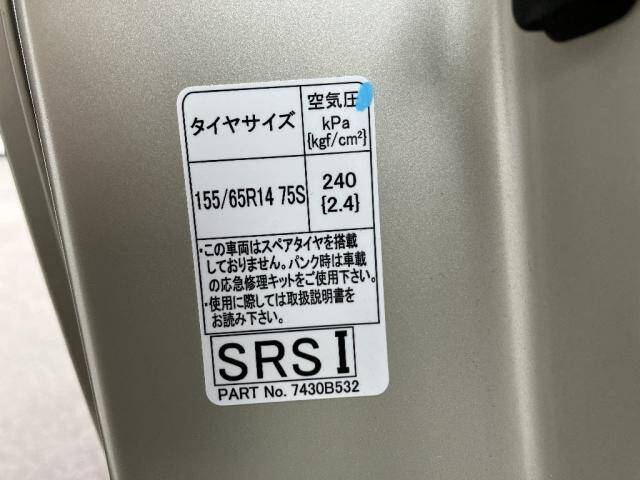 タイヤサイズ
空気圧
kPa
{kgf/cm²}
155/65R14 75S
240
{2.4}
・この車両はスペアタイヤを搭載
しておりません。パンク時は車載
の応急修理キットをご使用下さい。
・使用に際しては取扱説明書を
お読み下さい。
SRS I
PART No. 7430B532